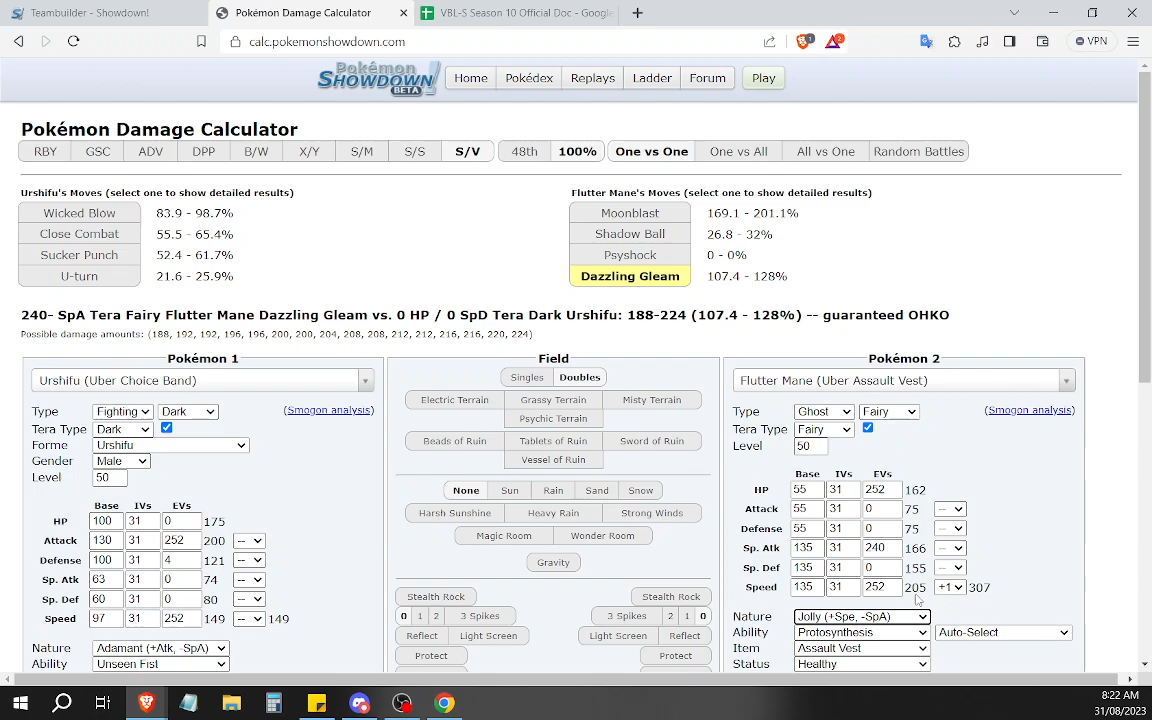 Teambuilder - Showdown!
Pokémon Damage Calculator
VBL-S Season 10 Official Doc - Google
calc.pokemonshowdown.com
1
2
VPN
Pokémon
SHOWDOWN!
BETA
Home
Pokédex
Replays
Ladder
Forum
Play
Pokémon Damage Calculator
RBY GSC ADV DPP B/W X/Y S/M S/S S/V 48th 100% One vs One One vs All All vs One Random Battles
Urshifu's Moves (select one to show detailed results)
Wicked Blow 83.9 - 98.7%
Close Combat 55.5 - 65.4%
Sucker Punch 52.4 - 61.7%
U-turn 21.6 - 25.9%
Flutter Mane's Moves (select one to show detailed results)
Moonblast 169.1 - 201.1%
Shadow Ball 26.8 - 32%
Psyshock 0 - 0%
Dazzling Gleam 107.4 - 128%
240- SpA Tera Fairy Flutter Mane Dazzling Gleam vs. 0 HP / 0 SpD Tera Dark Urshifu: 188-224 (107.4 - 128%) -- guaranteed OHKO
Possible damage amounts: (188, 192, 192, 196, 196, 200, 200, 204, 208, 208, 212, 212, 216, 216, 220, 224)
Pokémon 1
Urshifu (Uber Choice Band)
Type Fighting Dark (Smogon analysis)
Tera Type Dark
Forme Urshifu
Gender Male
Level 50
Base IVs EVs
HP 100 31 0 175
Attack 130 31 252 200 --
Defense 100 31 4 121 --
Sp. Atk 63 31 0 74 --
Sp. Def 60 31 0 80 --
Speed 97 31 252 149 -- 149
Nature Adamant (+Atk, -SpA)
Ability Unseen Fist
Field
Singles Doubles
Electric Terrain Grassy Terrain Misty Terrain
Psychic Terrain
Beads of Ruin Tablets of Ruin Sword of Ruin
Vessel of Ruin
None Sun Rain Sand Snow
Harsh Sunshine Heavy Rain Strong Winds
Magic Room Wonder Room
Gravity
Stealth Rock Stealth Rock
0 1 2 3 Spikes 3 Spikes 2 1 0
Reflect Light Screen Light Screen Reflect
Protect Protect
Pokémon 2
Flutter Mane (Uber Assault Vest)
Type Ghost Fairy (Smogon analysis)
Tera Type Fairy
Level 50
Base IVs EVs
HP 55 31 252 162
Attack 55 31 0 75 --
Defense 55 31 0 75 --
Sp. Atk 135 31 240 166 --
Sp. Def 135 31 0 155 --
Speed 135 31 252 205 +1 307
Nature Jolly (+Spe, -SpA)
Ability Protosynthesis Auto-Select
Item Assault Vest
Status Healthy
8:22 AM
31/08/2023